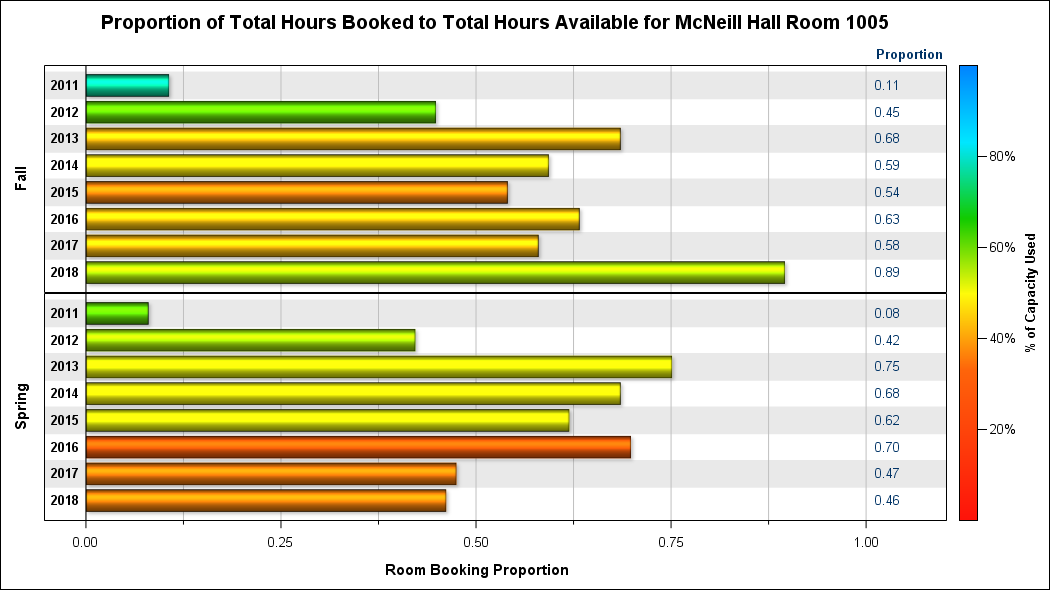 Proportion of Total Hours Booked to Total Hours Available for McNeill Hall Room 1005
Proportion
Fall
2011 0.11
2012 0.45
2013 0.68
2014 0.59
2015 0.54
2016 0.63
2017 0.58
2018 0.89
Spring
2011 0.08
2012 0.42
2013 0.75
2014 0.68
2015 0.62
2016 0.70
2017 0.47
2018 0.46
0.00 0.25 0.50 0.75 1.00
Room Booking Proportion
80%
60%
40%
20%
% of Capacity Used